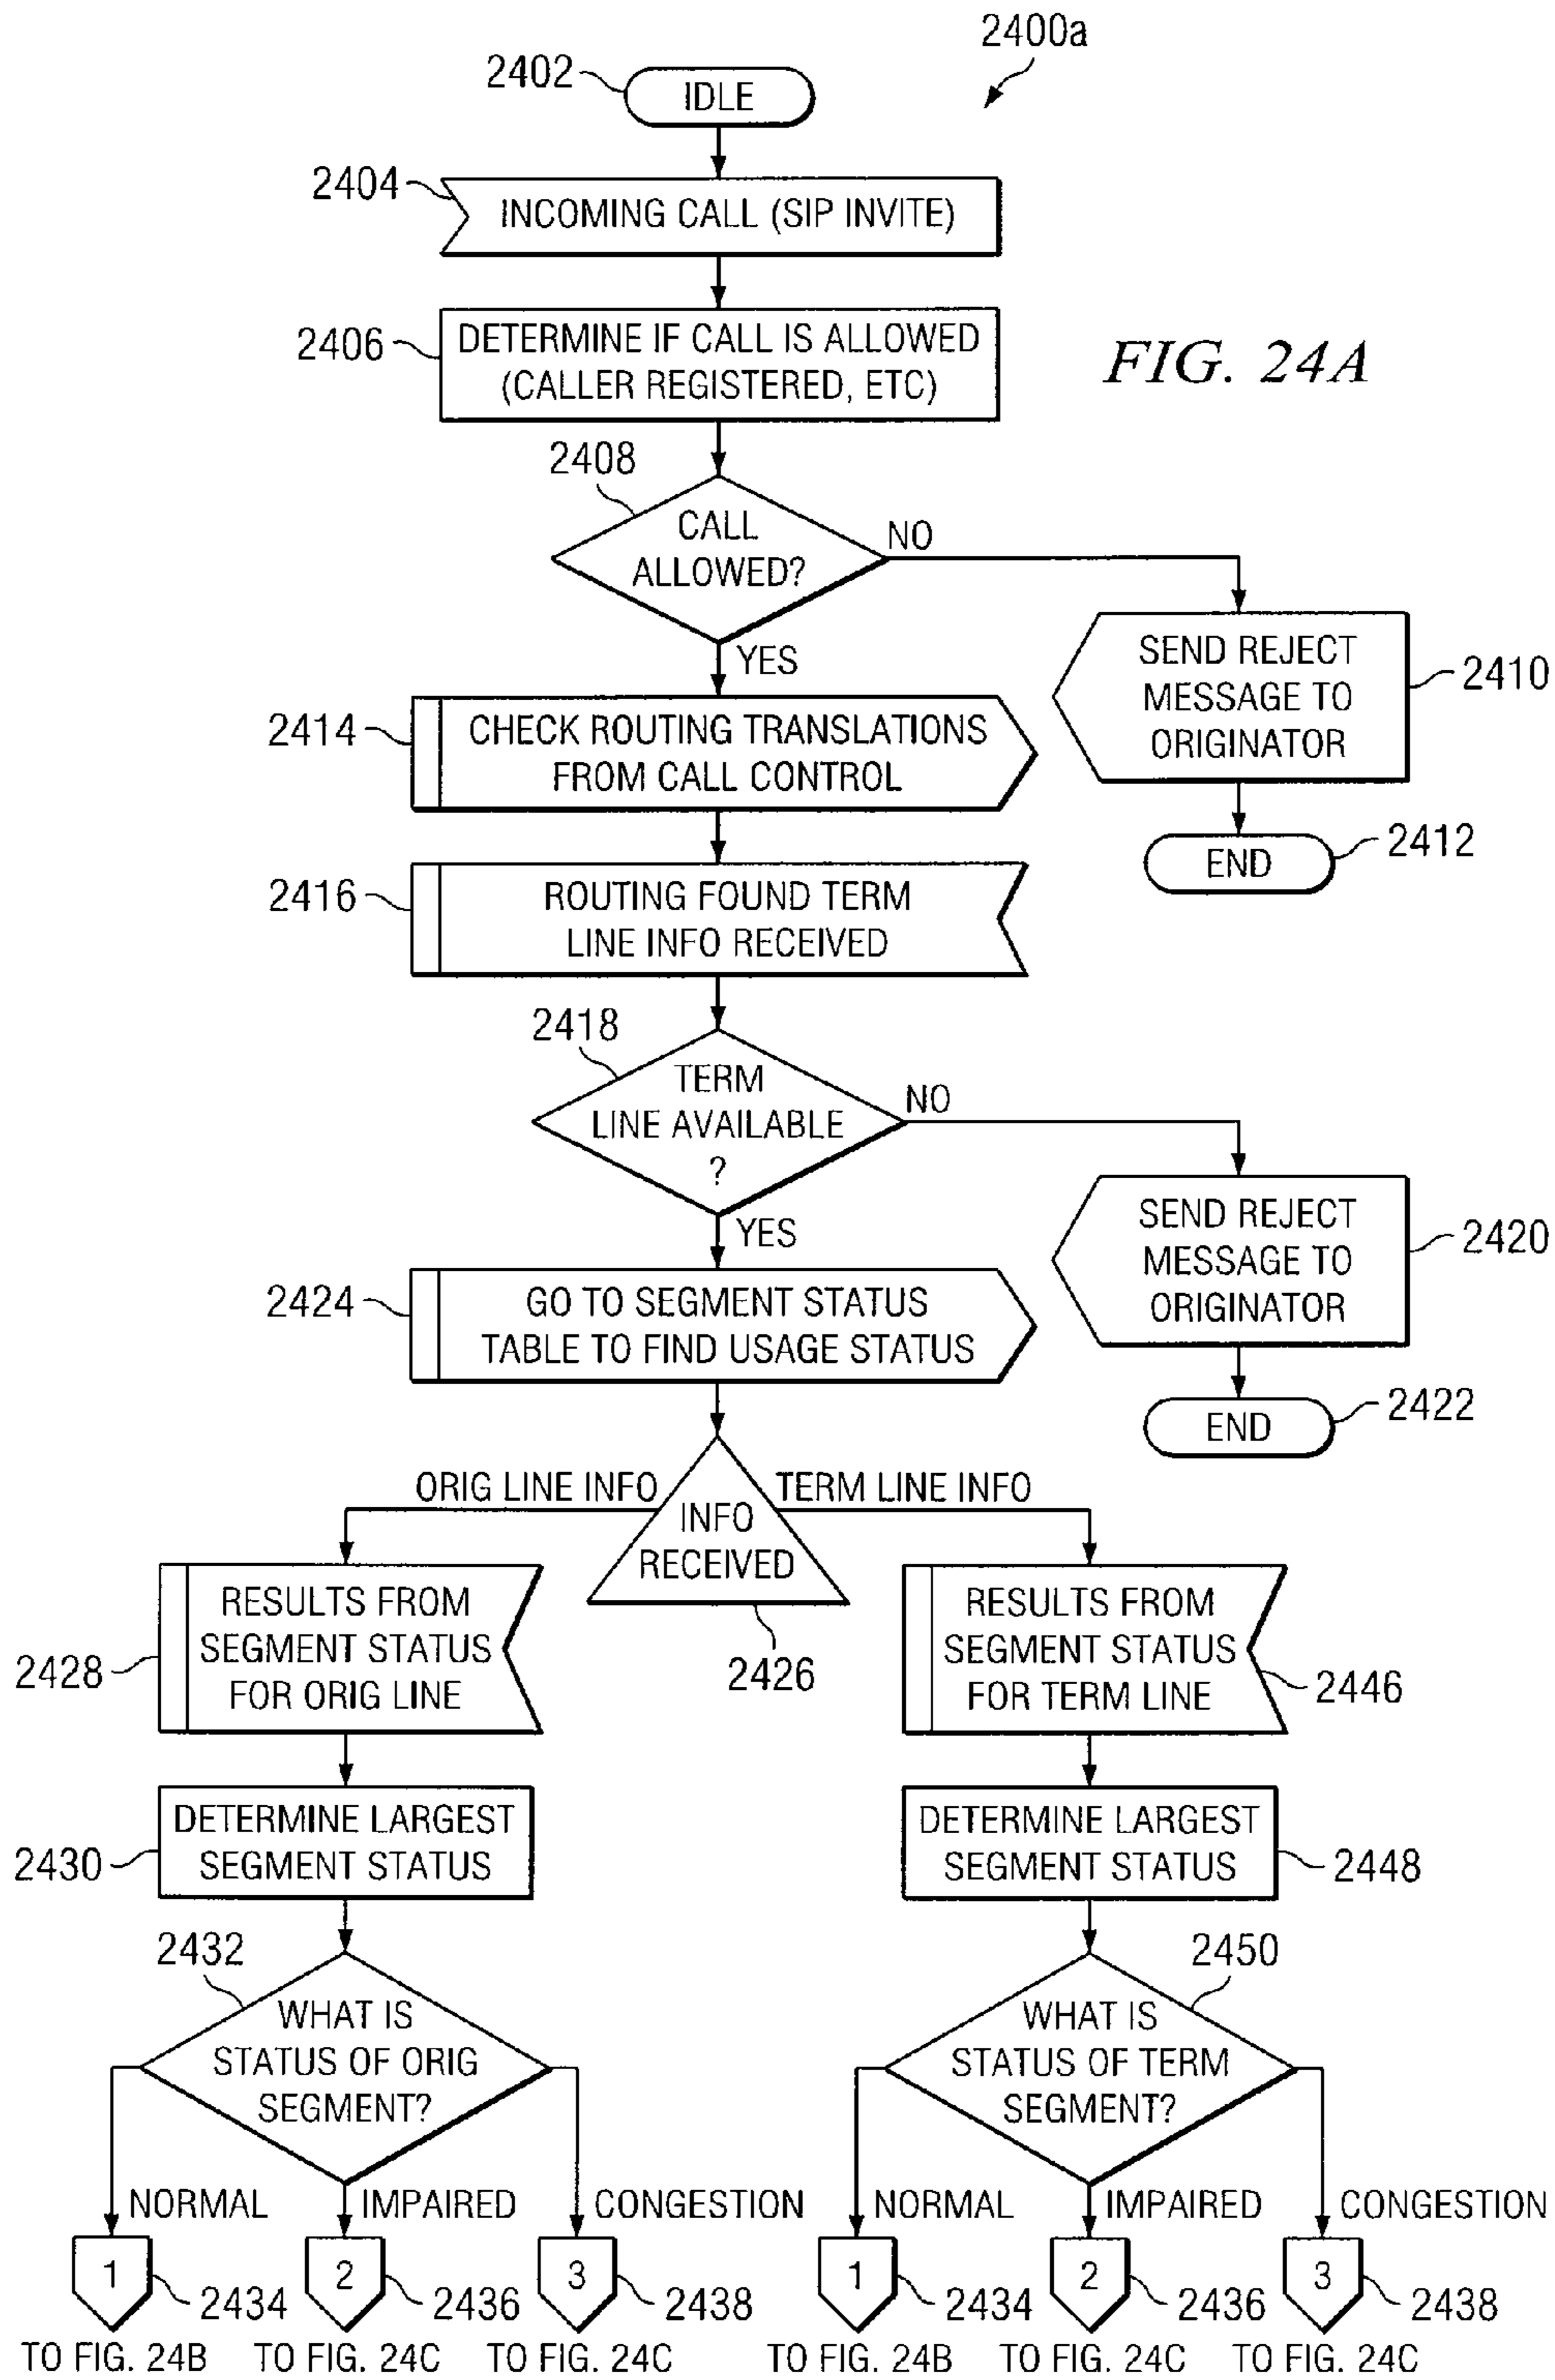 2400a
2402
IDLE
2404
INCOMING CALL (SIP INVITE)
2406
DETERMINE IF CALL IS ALLOWED
(CALLER REGISTERED, ETC)
FIG. 24A
2408
CALL
ALLOWED?
NO
YES
SEND REJECT
MESSAGE TO
ORIGINATOR
2410
2414
CHECK ROUTING TRANSLATIONS
FROM CALL CONTROL
END
2412
2416
ROUTING FOUND TERM
LINE INFO RECEIVED
2418
TERM
LINE AVAILABLE
?
NO
YES
SEND REJECT
MESSAGE TO
ORIGINATOR
2420
2424
GO TO SEGMENT STATUS
TABLE TO FIND USAGE STATUS
END
2422
ORIG LINE INFO
TERM LINE INFO
INFO
RECEIVED
2426
RESULTS FROM
SEGMENT STATUS
FOR ORIG LINE
2428
RESULTS FROM
SEGMENT STATUS
FOR TERM LINE
2446
DETERMINE LARGEST
SEGMENT STATUS
2430
DETERMINE LARGEST
SEGMENT STATUS
2448
2432
WHAT IS
STATUS OF ORIG
SEGMENT?
2450
WHAT IS
STATUS OF TERM
SEGMENT?
NORMAL
IMPAIRED
CONGESTION
NORMAL
IMPAIRED
CONGESTION
1
2434
2
2436
3
2438
1
2434
2
2436
3
2438
TO FIG. 24B
TO FIG. 24C
TO FIG. 24C
TO FIG. 24B
TO FIG. 24C
TO FIG. 24C